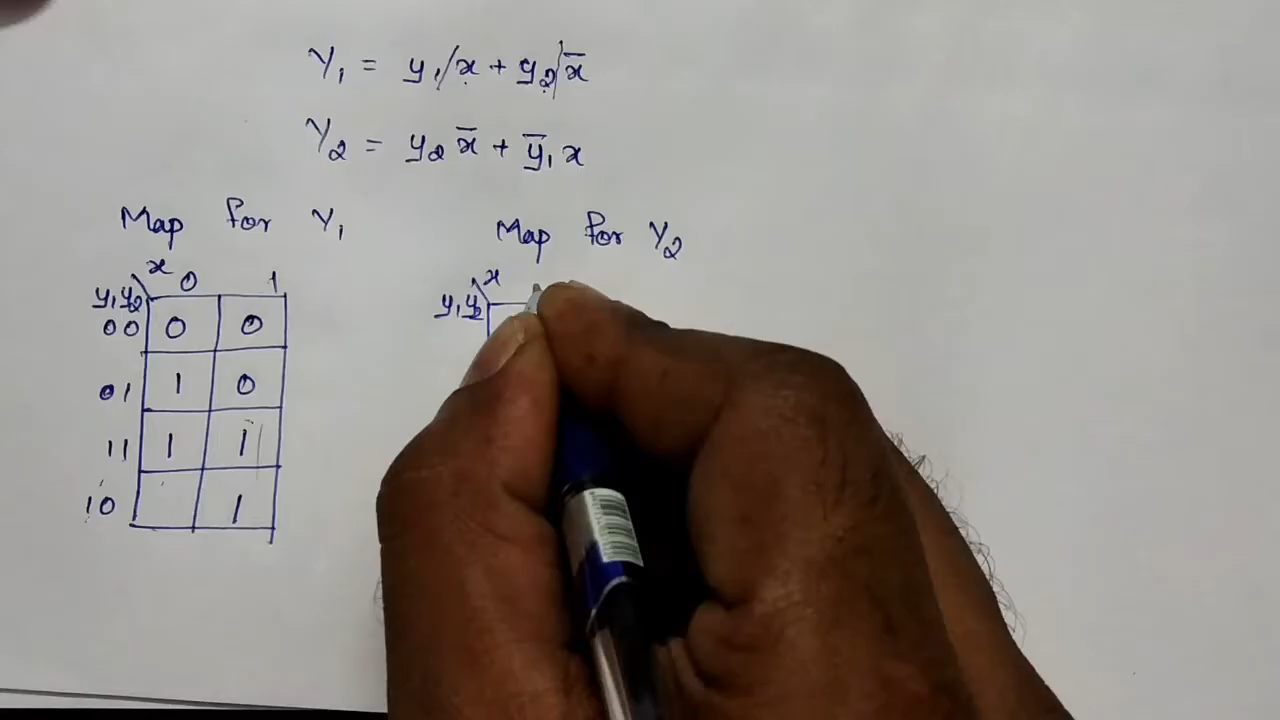 Y₁ = y₁x + y₂x̅
Y₂ = y₂x̅ + y̅₁x
Map for Y₁
x 0 1
y₁y₂
00 0 0
01 1 0
11 1 1
10 1
Map for Y₂
x
y₁y₂